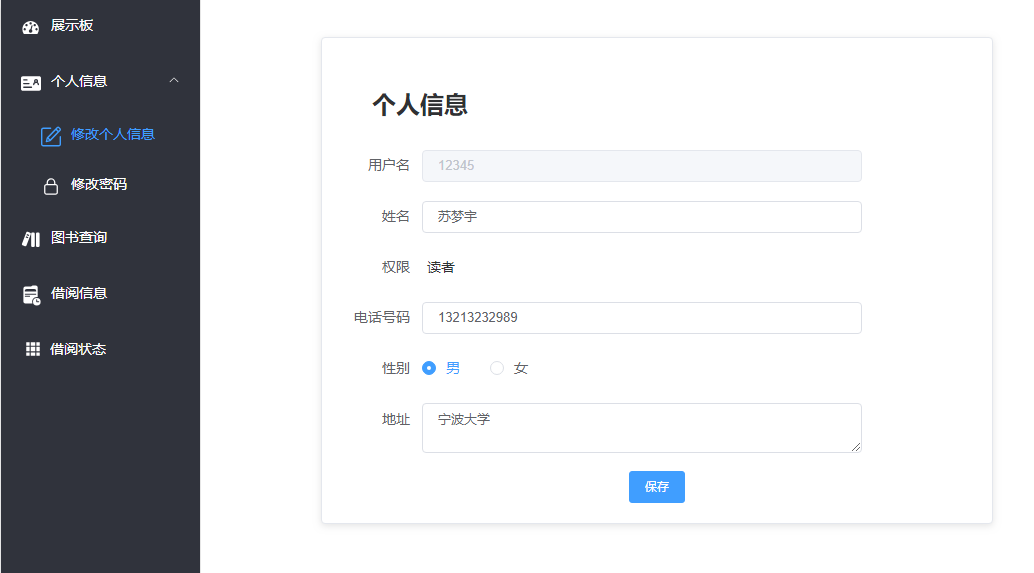 展示板
个人信息
修改个人信息
修改密码
图书查询
借阅信息
借阅状态
个人信息
用户名 12345
姓名 苏梦宇
权限 读者
电话号码 13213232989
性别 男 女
地址 宁波大学
保存